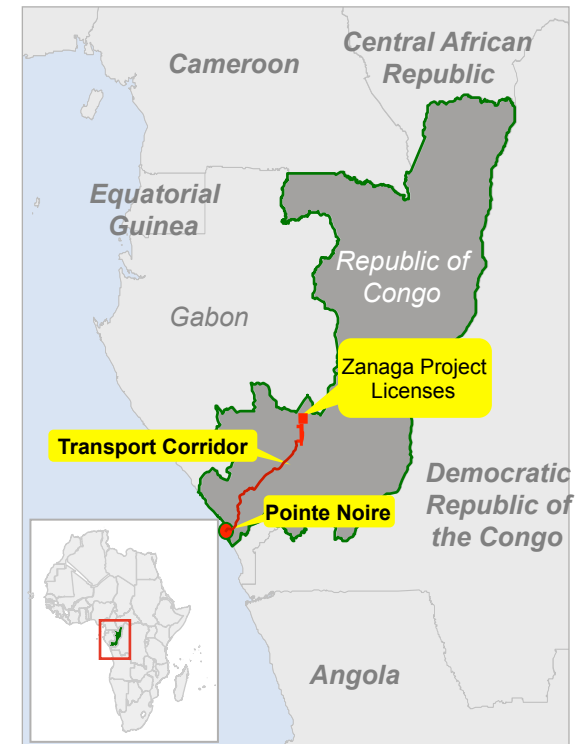 Central African
Republic
Cameroon
Equatorial
Guinea
Republic of
Congo
Gabon
Zanaga Project
Licenses
Transport Corridor
Pointe Noire
Democratic
Republic of
the Congo
Angola